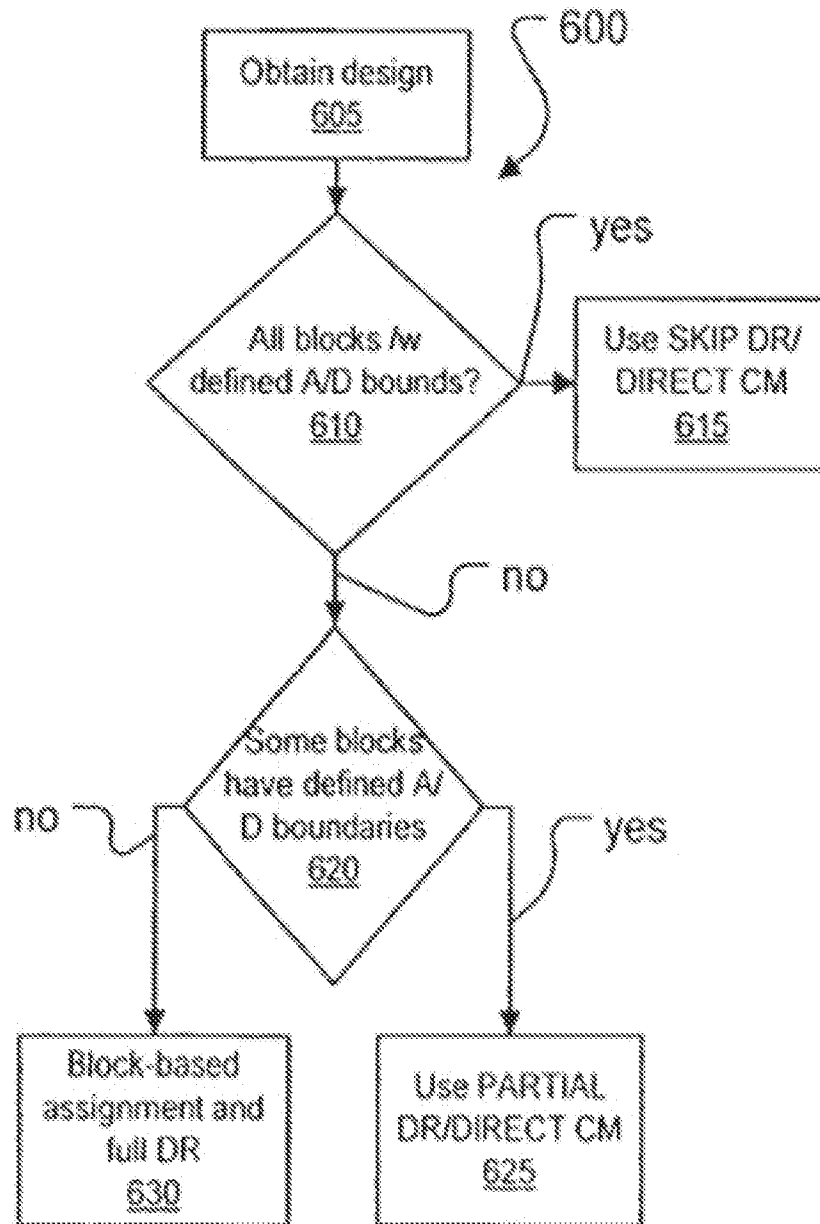 600
Obtain design
605
yes
All blocks /w
defined A/D bounds?
610
Use SKIP DR/
DIRECT CM
615
no
Some blocks
have defined A/
D boundaries
620
no
yes
Block-based
assignment and
full DR
630
Use PARTIAL
DR/DIRECT CM
625